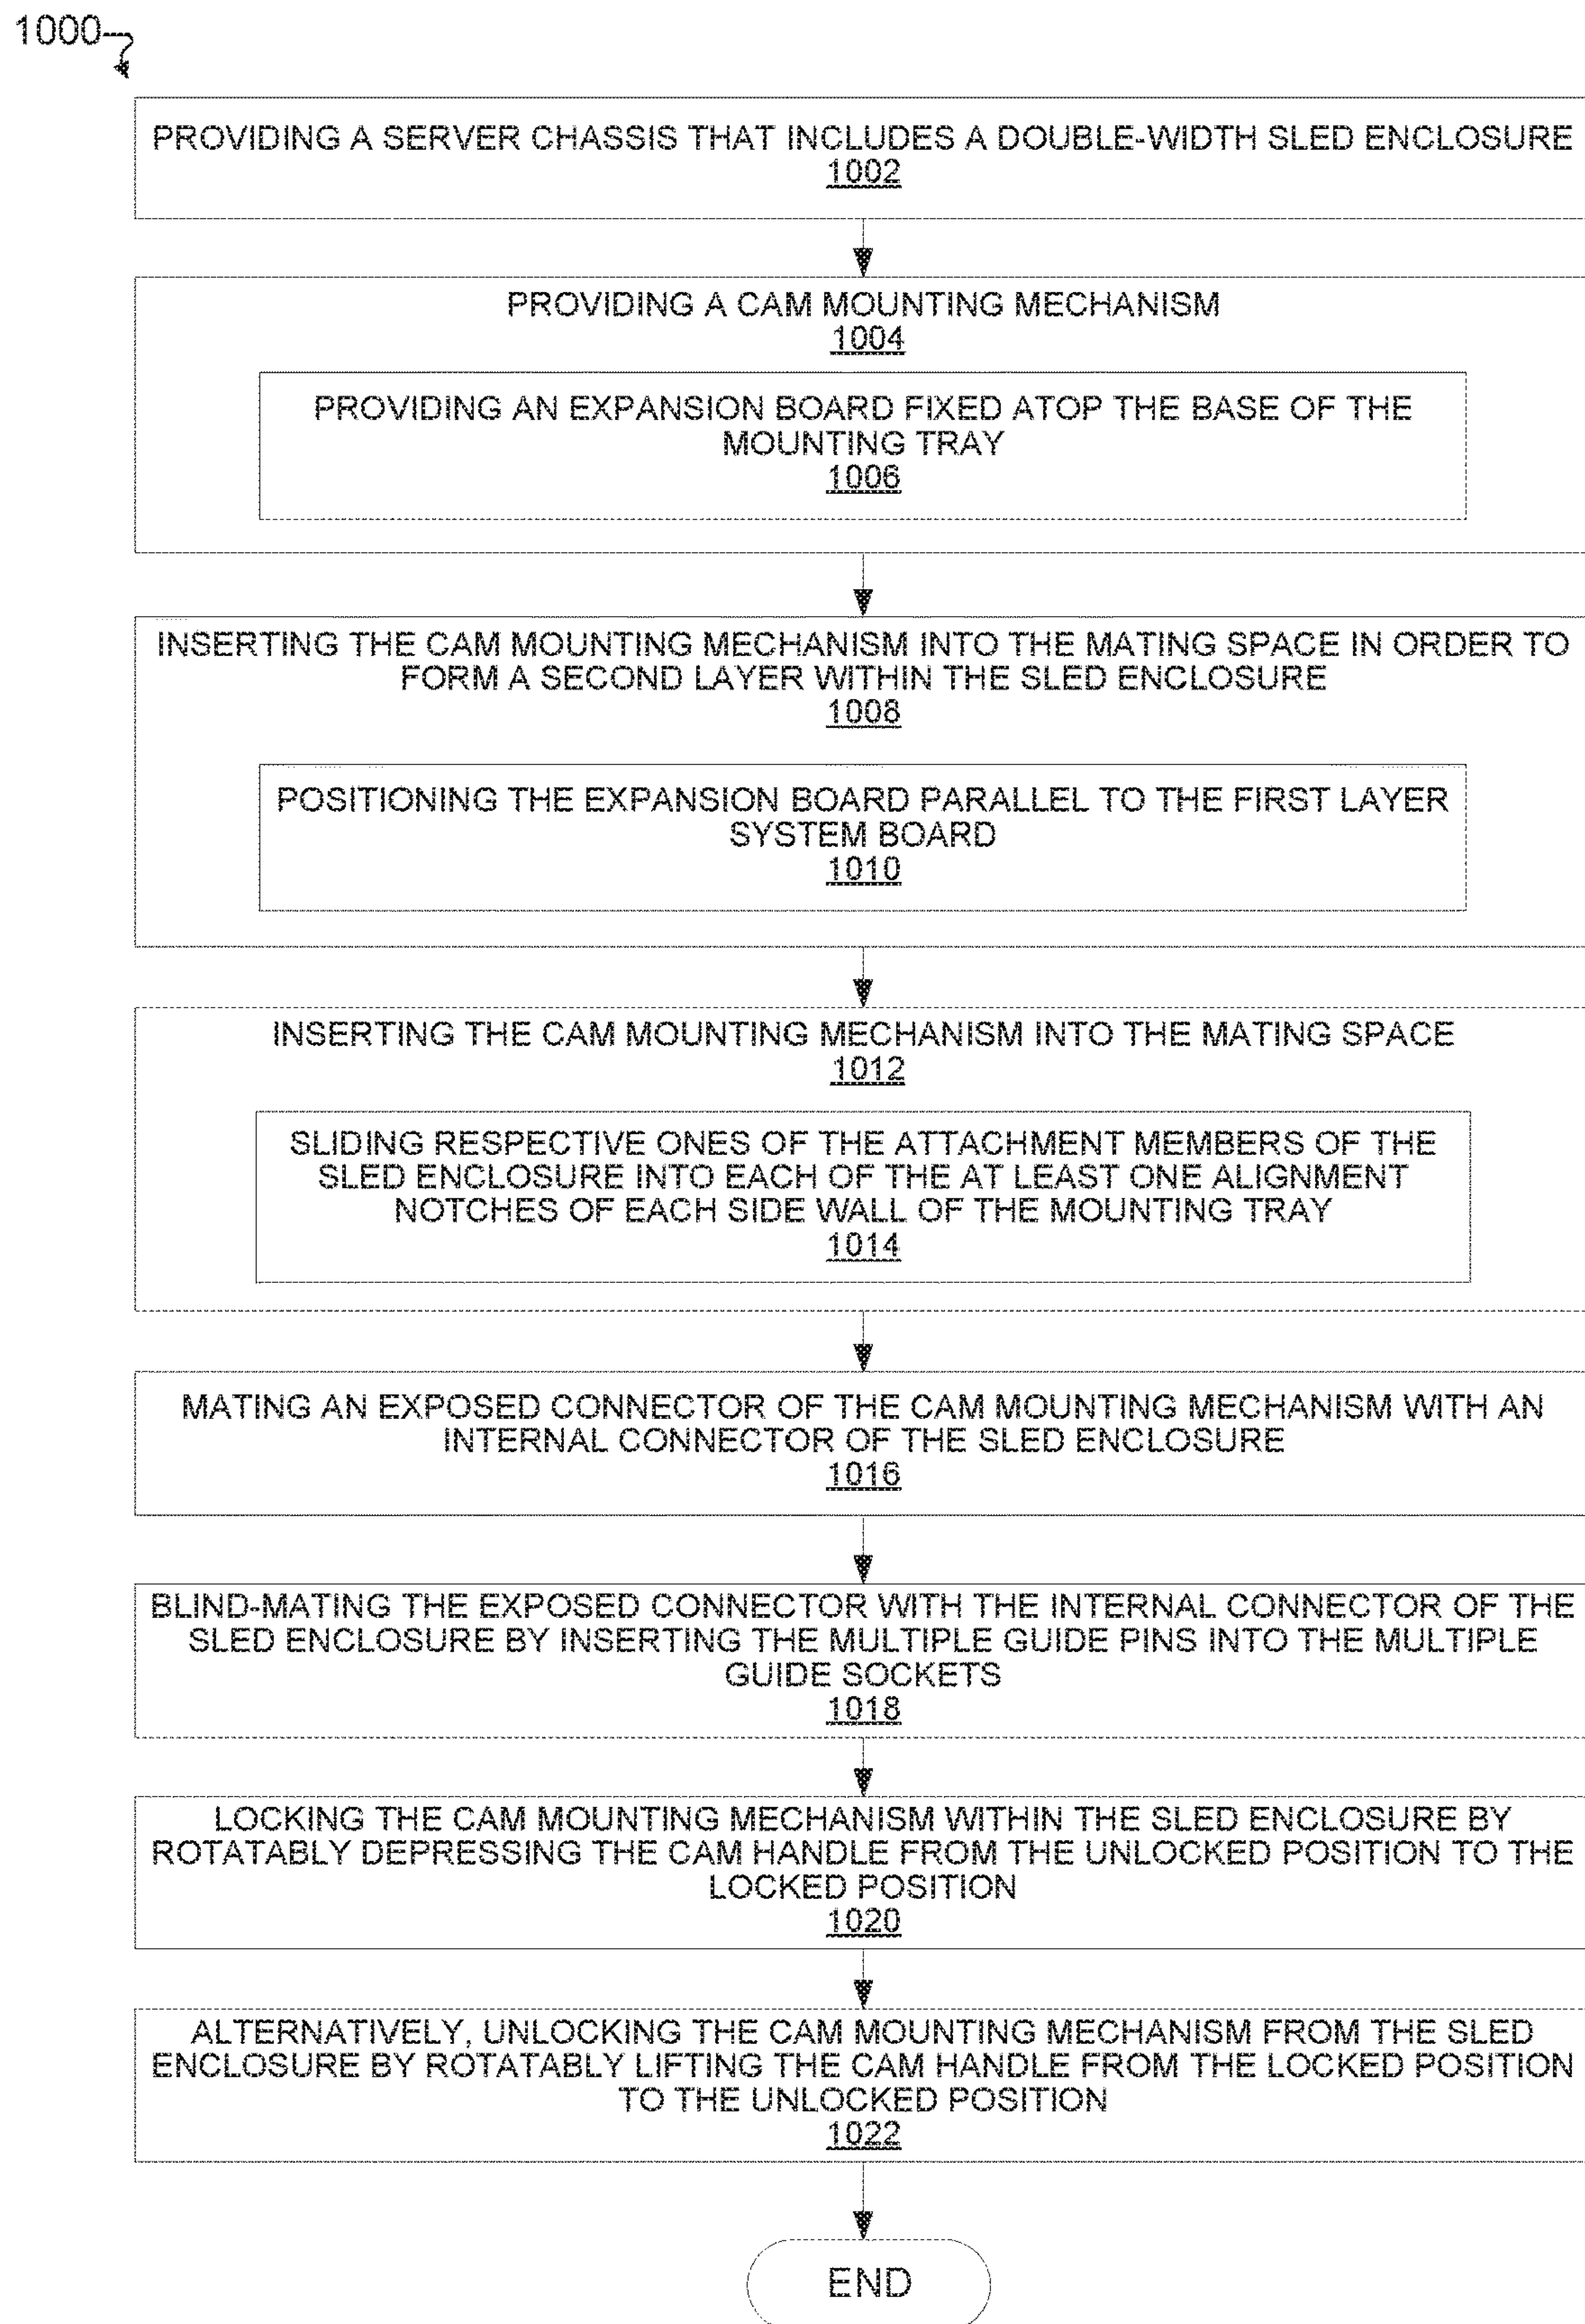 1000
PROVIDING A SERVER CHASSIS THAT INCLUDES A DOUBLE-WIDTH SLED ENCLOSURE
1002
PROVIDING A CAM MOUNTING MECHANISM
1004
PROVIDING AN EXPANSION BOARD FIXED ATOP THE BASE OF THE
MOUNTING TRAY
1006
INSERTING THE CAM MOUNTING MECHANISM INTO THE MATING SPACE IN ORDER TO
FORM A SECOND LAYER WITHIN THE SLED ENCLOSURE
1008
POSITIONING THE EXPANSION BOARD PARALLEL TO THE FIRST LAYER
SYSTEM BOARD
1010
INSERTING THE CAM MOUNTING MECHANISM INTO THE MATING SPACE
1012
SLIDING RESPECTIVE ONES OF THE ATTACHMENT MEMBERS OF THE
SLED ENCLOSURE INTO EACH OF THE AT LEAST ONE ALIGNMENT
NOTCHES OF EACH SIDE WALL OF THE MOUNTING TRAY
1014
MATING AN EXPOSED CONNECTOR OF THE CAM MOUNTING MECHANISM WITH AN
INTERNAL CONNECTOR OF THE SLED ENCLOSURE
1016
BLIND-MATING THE EXPOSED CONNECTOR WITH THE INTERNAL CONNECTOR OF THE
SLED ENCLOSURE BY INSERTING THE MULTIPLE GUIDE PINS INTO THE MULTIPLE
GUIDE SOCKETS
1018
LOCKING THE CAM MOUNTING MECHANISM WITHIN THE SLED ENCLOSURE BY
ROTATABLY DEPRESSING THE CAM HANDLE FROM THE UNLOCKED POSITION TO THE
LOCKED POSITION
1020
ALTERNATIVELY, UNLOCKING THE CAM MOUNTING MECHANISM FROM THE SLED
ENCLOSURE BY ROTATABLY LIFTING THE CAM HANDLE FROM THE LOCKED POSITION
TO THE UNLOCKED POSITION
1022
END